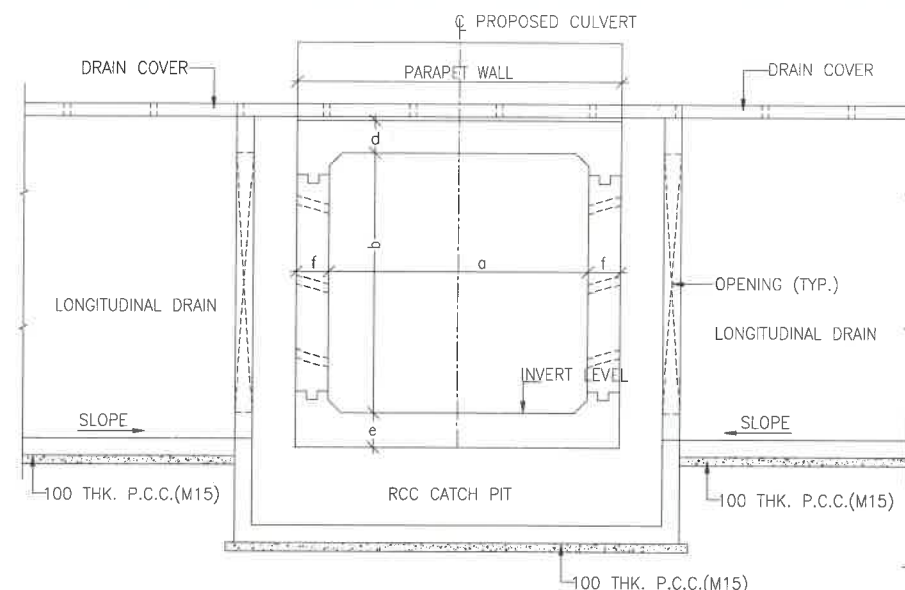 ℄ PROPOSED CULVERT
DRAIN COVER
PARAPET WALL
DRAIN COVER
d
b
f
a
f
OPENING (TYP.)
LONGITUDINAL DRAIN
LONGITUDINAL DRAIN
INVERT LEVEL
SLOPE
e
SLOPE
100 THK. P.C.C.(M15)
RCC CATCH PIT
100 THK. P.C.C.(M15)
100 THK. P.C.C.(M15)